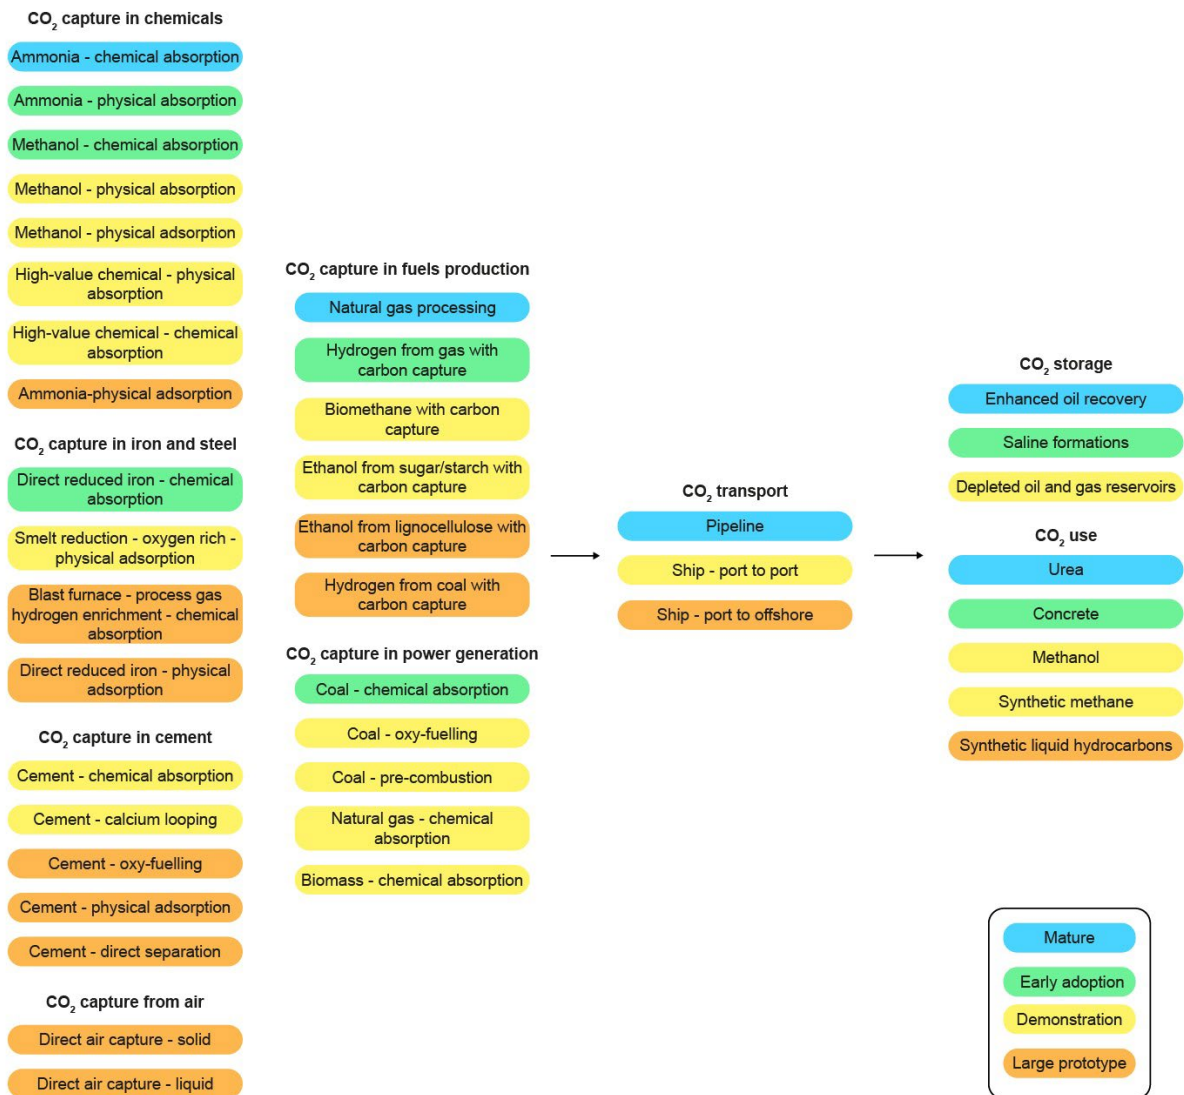 CO₂ capture in chemicals
Ammonia - chemical absorption
Ammonia - physical absorption
Methanol - chemical absorption
Methanol - physical absorption
Methanol - physical adsorption
High-value chemical - physical
absorption
High-value chemical - chemical
absorption
Ammonia-physical adsorption
CO₂ capture in iron and steel
Direct reduced iron - chemical
absorption
Smelt reduction - oxygen rich -
physical adsorption
Blast furnace - process gas
hydrogen enrichment - chemical
absorption
Direct reduced iron - physical
adsorption
CO₂ capture in cement
Cement - chemical absorption
Cement - calcium looping
Cement - oxy-fuelling
Cement - physical adsorption
Cement - direct separation
CO₂ capture from air
Direct air capture - solid
Direct air capture - liquid
CO₂ capture in fuels production
Natural gas processing
Hydrogen from gas with
carbon capture
Biomethane with carbon
capture
Ethanol from sugar/starch with
carbon capture
Ethanol from lignocellulose with
carbon capture
Hydrogen from coal with
carbon capture
CO₂ capture in power generation
Coal - chemical absorption
Coal - oxy-fuelling
Coal - pre-combustion
Natural gas - chemical
absorption
Biomass - chemical absorption
CO₂ transport
Pipeline
Ship - port to port
Ship - port to offshore
CO₂ storage
Enhanced oil recovery
Saline formations
Depleted oil and gas reservoirs
CO₂ use
Urea
Concrete
Methanol
Synthetic methane
Synthetic liquid hydrocarbons
Mature
Early adoption
Demonstration
Large prototype